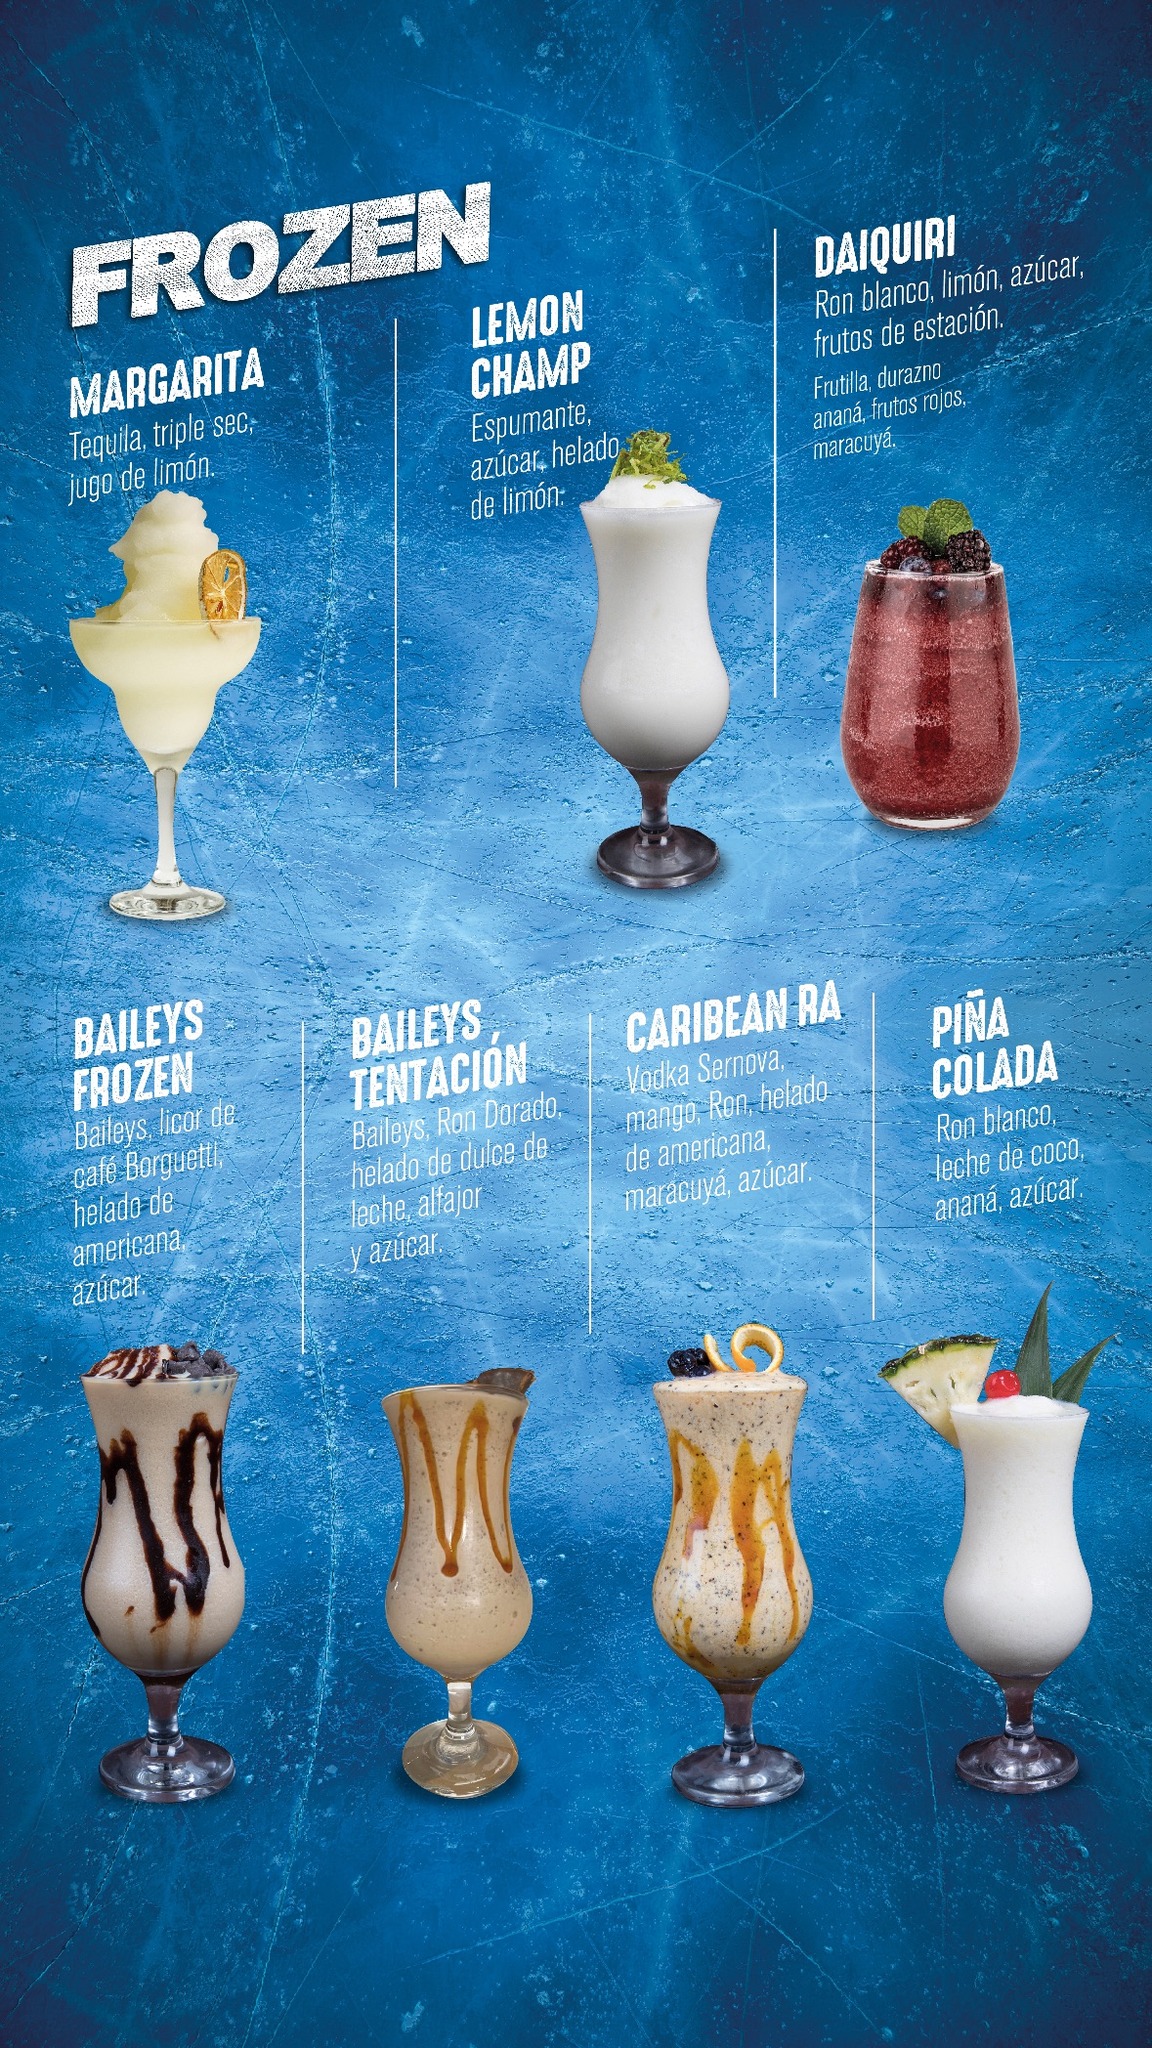 FROZEN
MARGARITA
Tequila, triple sec,
jugo de limón.
LEMON
CHAMP
Espumante,
azúcar, helado
de limón.
DAIQUIRI
Ron blanco, limón, azúcar,
frutos de estación.
Frutilla, durazno
ananá, frutos rojos,
maracuyá.
BAILEYS
FROZEN
Baileys, licor de
café Borguetti,
helado de
americana,
azúcar.
BAILEYS
TENTACIÓN
Baileys, Ron Dorado,
helado de dulce de
leche, alfajor
y azúcar.
CARIBEAN RA
Vodka Sernova,
mango, Ron, helado
de americana,
maracuyá, azúcar.
PIÑA
COLADA
Ron blanco,
leche de coco,
ananá, azúcar.